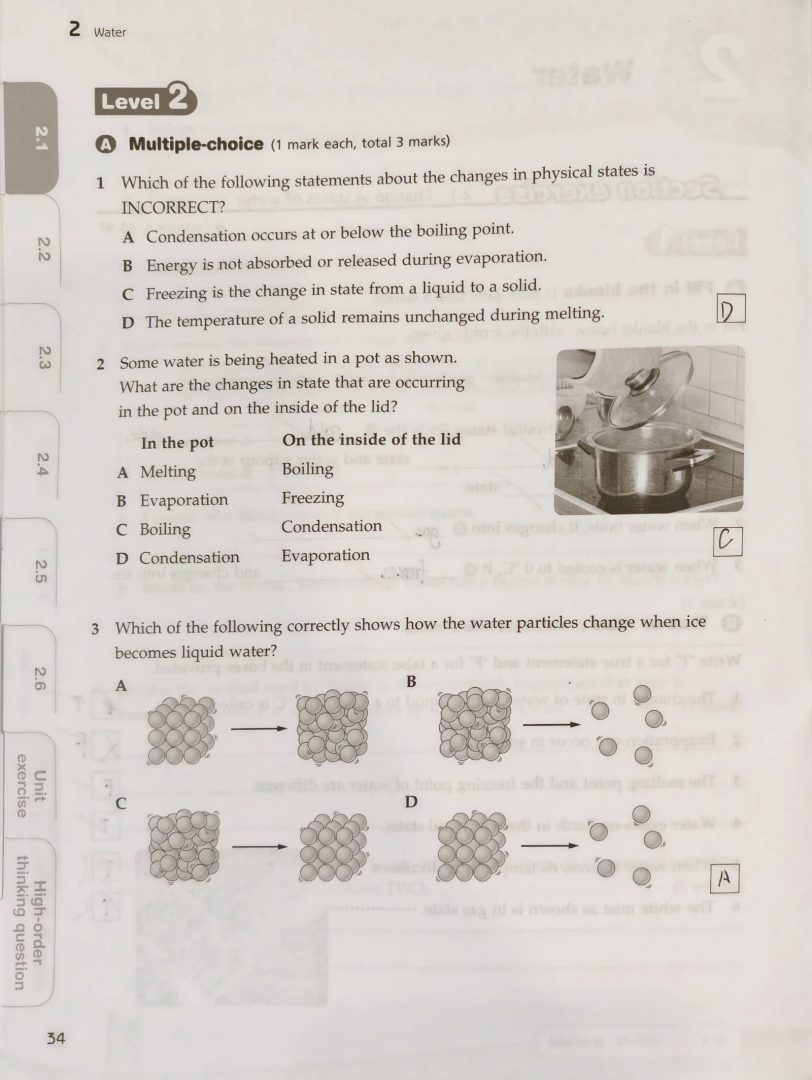 2 Water
Level 2
A Multiple-choice (1 mark each, total 3 marks)
1 Which of the following statements about the changes in physical states is
INCORRECT?
A Condensation occurs at or below the boiling point.
B Energy is not absorbed or released during evaporation.
C Freezing is the change in state from a liquid to a solid.
D The temperature of a solid remains unchanged during melting.
D
2 Some water is being heated in a pot as shown.
What are the changes in state that are occurring
in the pot and on the inside of the lid?
In the pot On the inside of the lid
A Melting Boiling
B Evaporation Freezing
C Boiling Condensation
D Condensation Evaporation
C
3 Which of the following correctly shows how the water particles change when ice
becomes liquid water?
A B
C D
A
2.1
2.2
2.3
2.4
2.5
2.6
Unit
exercise
High-order
thinking question
34